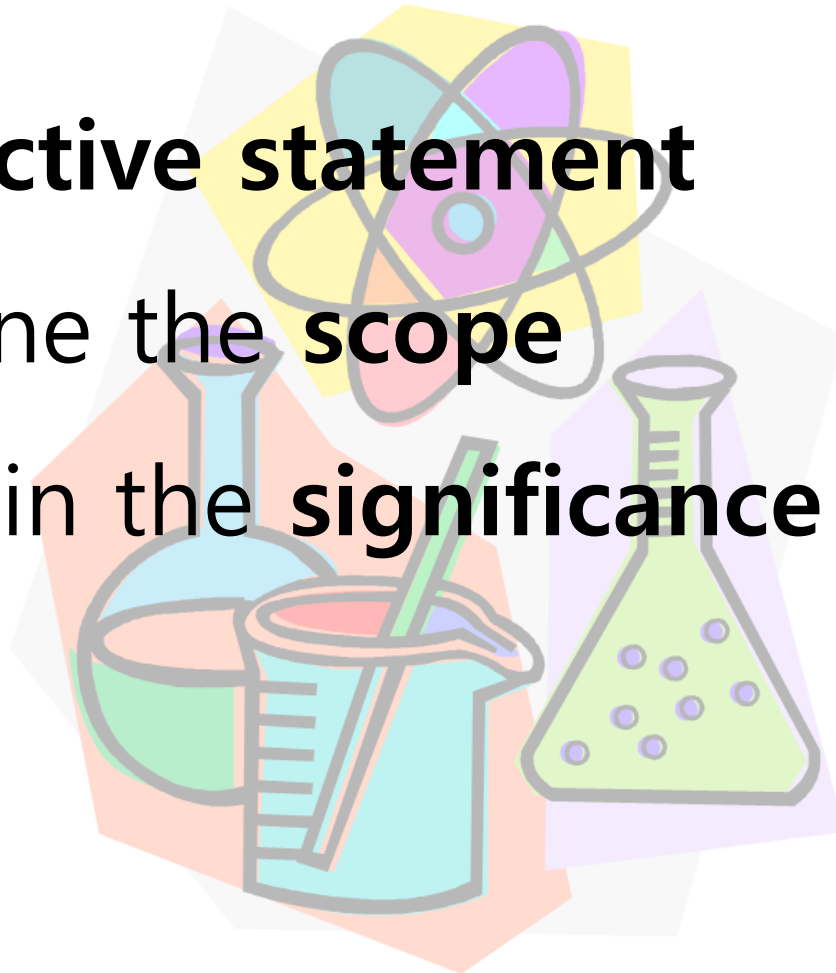 ctive statement
ne the scope
in the significance